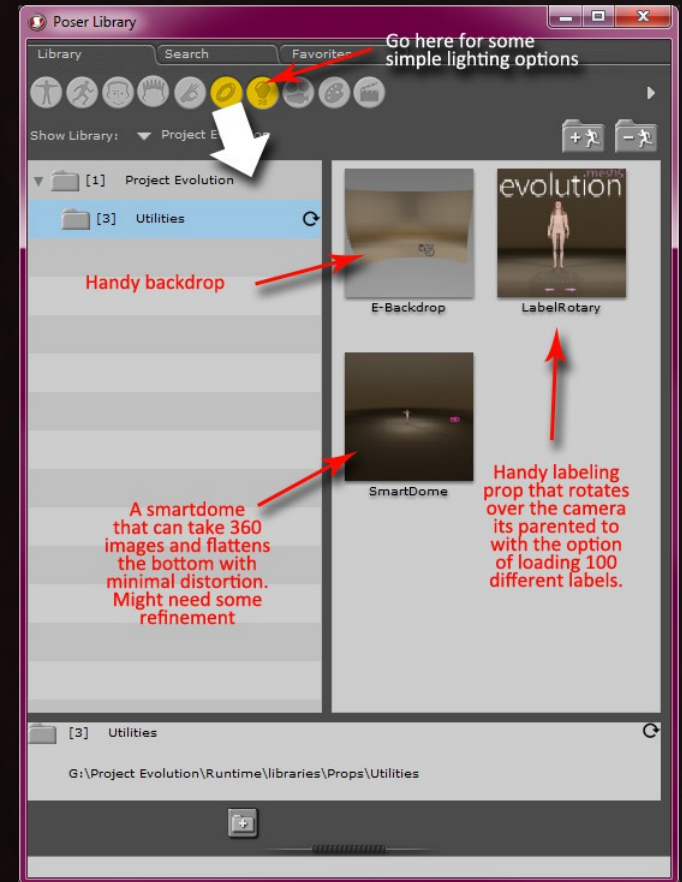 Poser Library
Library
Search
Favorites
Go here for some
simple lighting options
Show Library:
Project Evolution
[1] Project Evolution
[3] Utilities
Handy backdrop
E-Backdrop
evolution
LabelRotary
SmartDome
A smartdome
that can take 360
images and flattens
the bottom with
minimal distortion.
Might need some
refinement
Handy labeling
prop that rotates
over the camera
its parented to
with the option
of loading 100
different labels.
[3] Utilities
G:\Project Evolution\Runtime\libraries\Props\Utilities